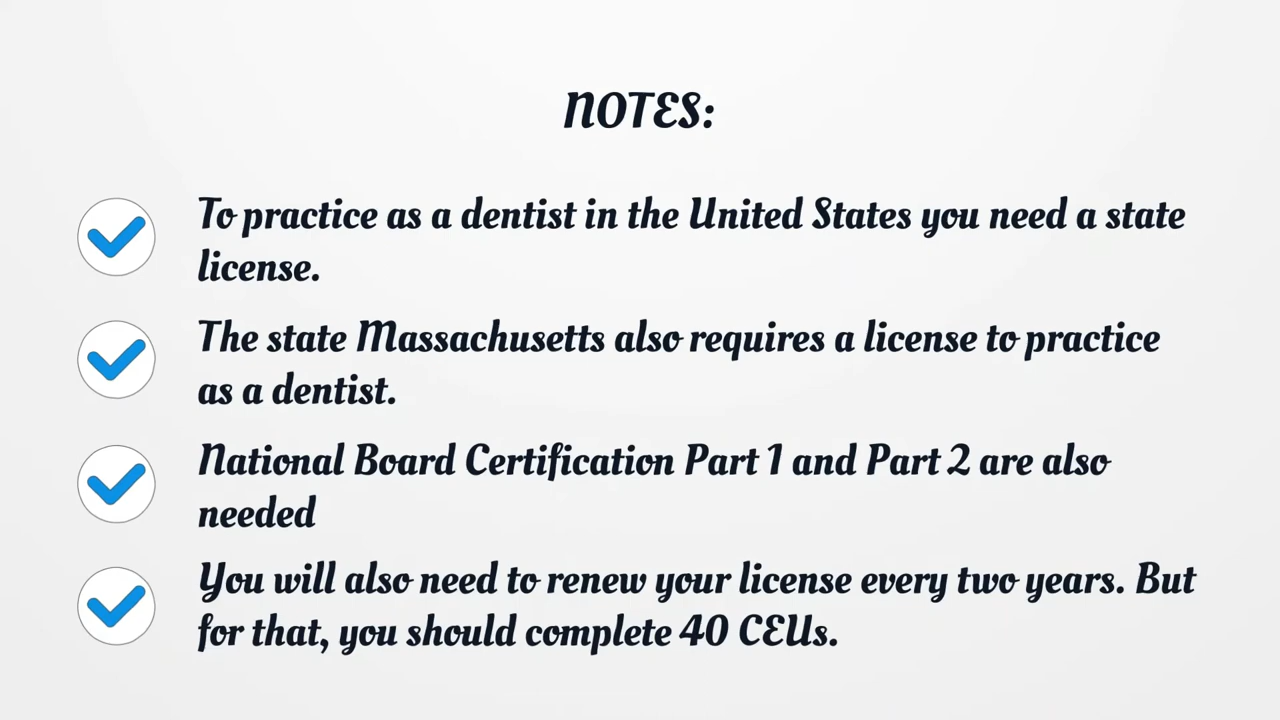 NOTES:
To practice as a dentist in the United States you need a state
license.
The state Massachusetts also requires a license to practice
as a dentist.
National Board Certification Part 1 and Part 2 are also
needed
You will also need to renew your license every two years. But
for that, you should complete 40 CEUs.